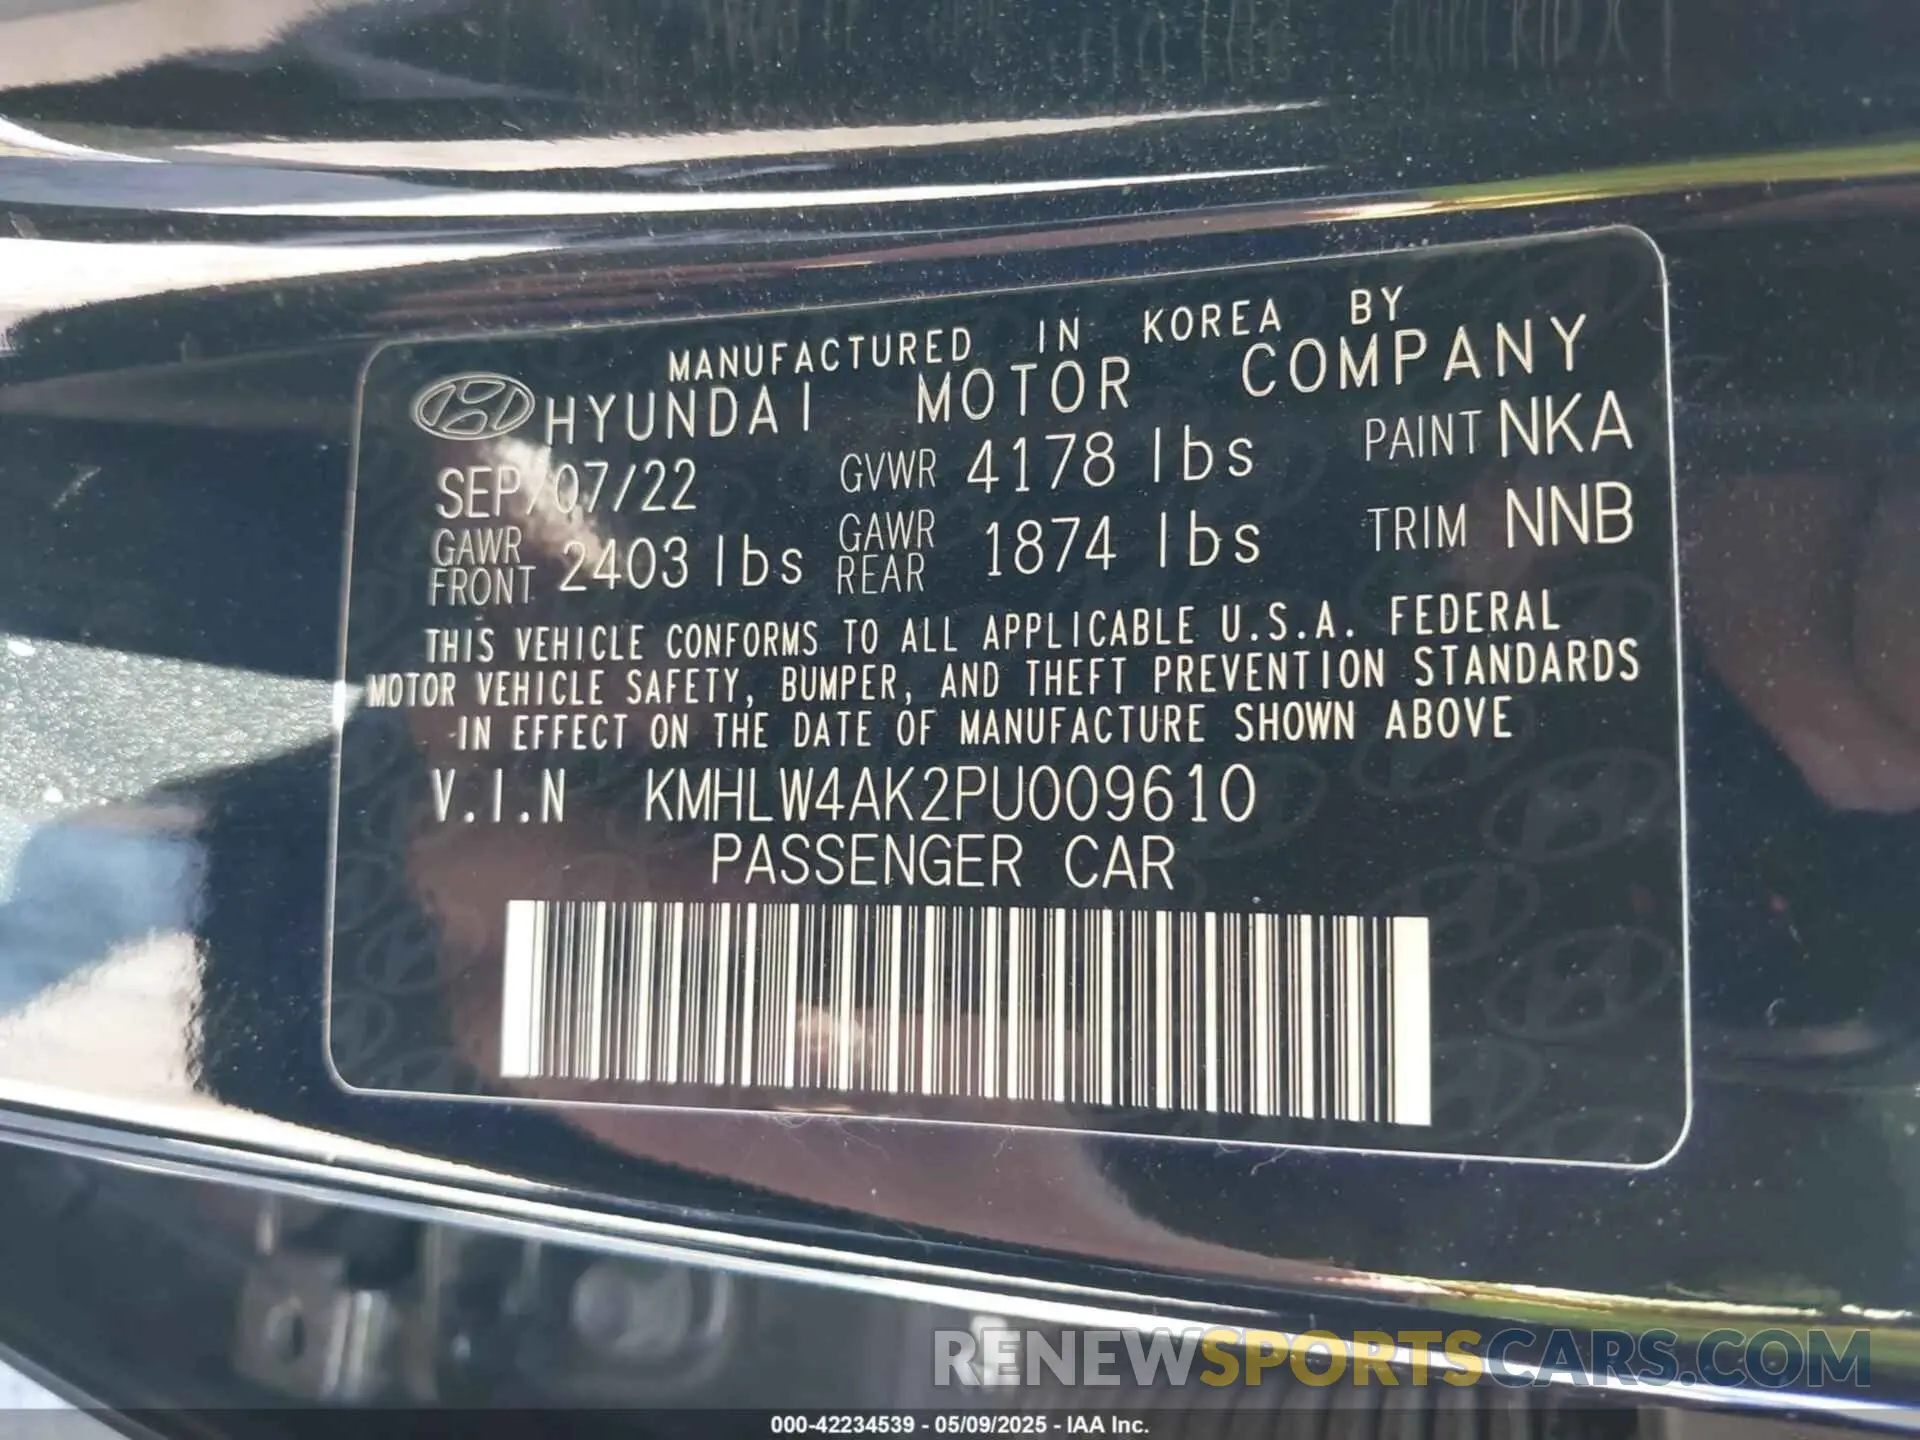 MANUFACTURED IN KOREA BY
HYUNDAI MOTOR COMPANY
SEP/07/22 GVWR 4178 lbs PAINT NKA
GAWR FRONT 2403 lbs GAWR REAR 1874 lbs TRIM NNB
THIS VEHICLE CONFORMS TO ALL APPLICABLE U.S.A. FEDERAL
MOTOR VEHICLE SAFETY, BUMPER, AND THEFT PREVENTION STANDARDS
IN EFFECT ON THE DATE OF MANUFACTURE SHOWN ABOVE
V.I.N KMHLW4AK2PU009610
PASSENGER CAR
RENEWSPORTSCARS.COM
000-42234539 - 05/09/2025 - IAA Inc.